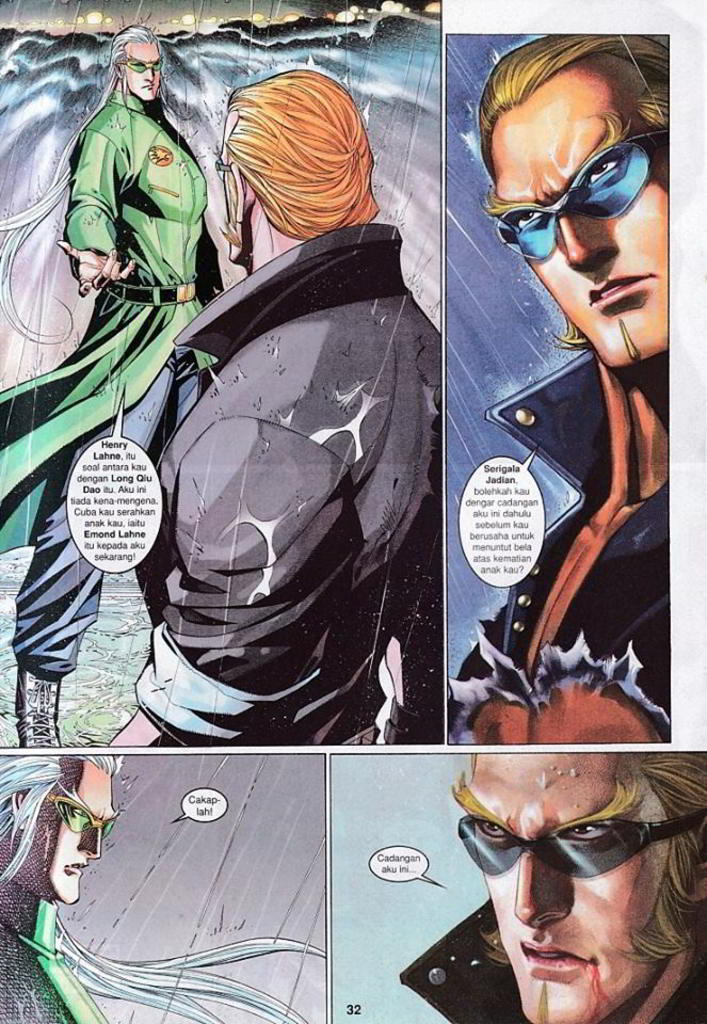 Henry
Lahne, itu
soal antara kau
dengan Long Qiu
Dao itu. Aku ini
tiada kena-mengena.
Cuba kau serahkan
anak kau, iaitu
Emond Lahne
itu kepada aku
sekarang!
Serigala
Jadian,
bolehkah kau
dengar cadangan
aku ini dahulu
sebelum kau
berusaha untuk
menuntut bela
atas kematian
anak kau?
Cakap-
lah!
Cadangan
aku ini...
32